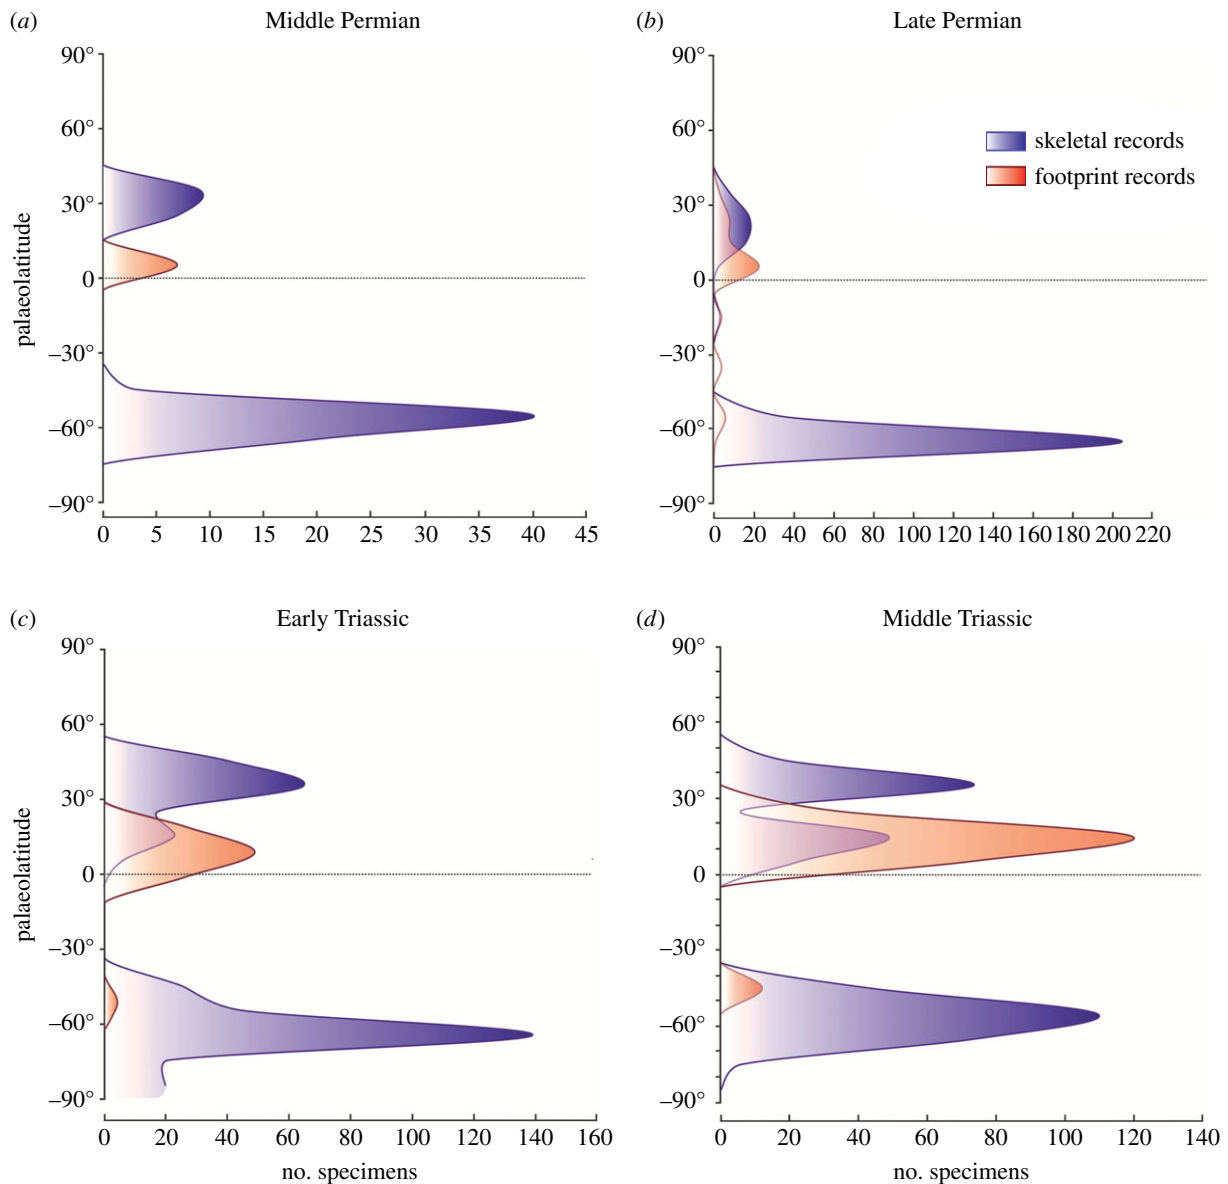 (a) Middle Permian
90°
60°
30°
0
–30°
–60°
–90°
palaeolatitude
0 5 10 15 20 25 30 35 40 45
(b) Late Permian
90°
60°
30°
0
–30°
–60°
–90°
skeletal records
footprint records
0 20 40 60 80 100 120 140 160 180 200 220
(c) Early Triassic
90°
60°
30°
0
–30°
–60°
–90°
palaeolatitude
0 20 40 60 80 100 120 140 160
no. specimens
(d) Middle Triassic
90°
60°
30°
0
–30°
–60°
–90°
0 20 40 60 80 100 120 140
no. specimens